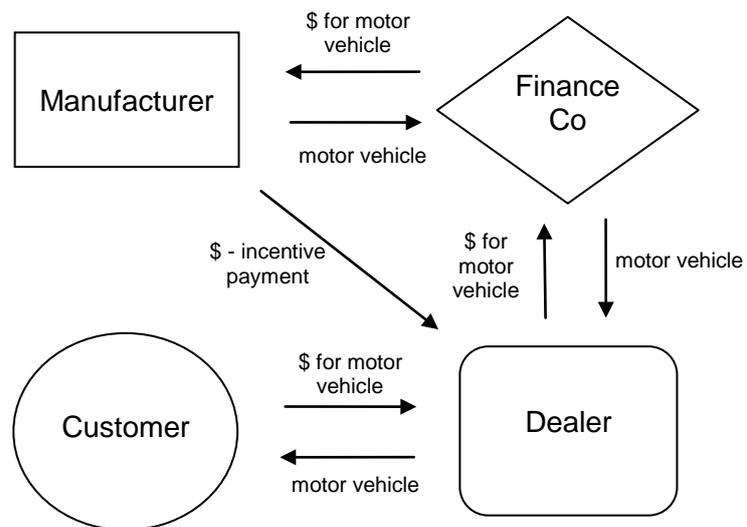 $ for motor
vehicle
Manufacturer
Finance
Co
motor vehicle
$ - incentive
payment
$ for
motor
vehicle
motor vehicle
$ for motor
vehicle
Customer
Dealer
motor vehicle